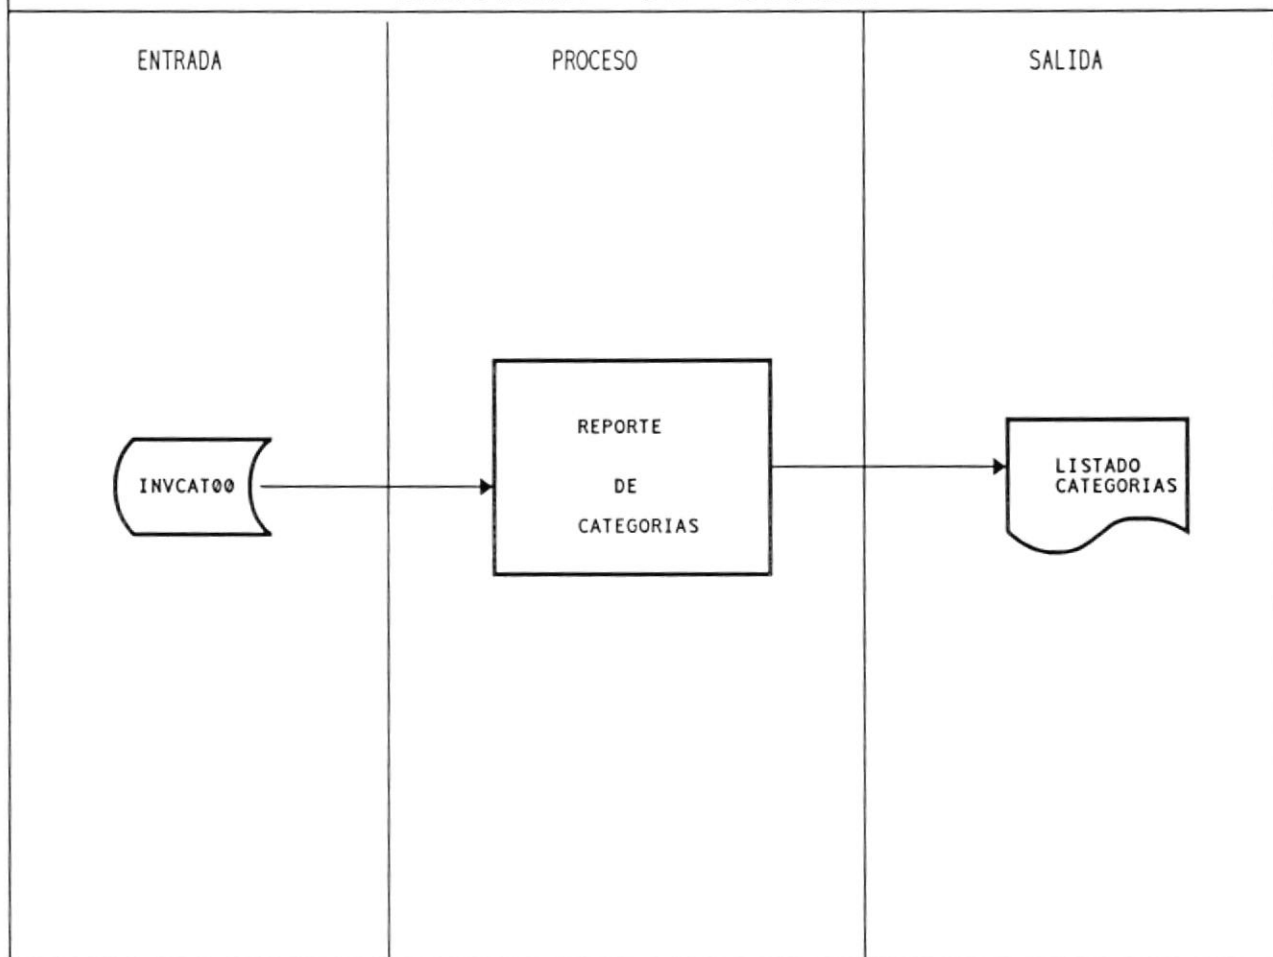 ENTRADA
PROCESO
SALIDA
INVCAT00
REPORTE
DE
CATEGORIAS
LISTADO
CATEGORIAS